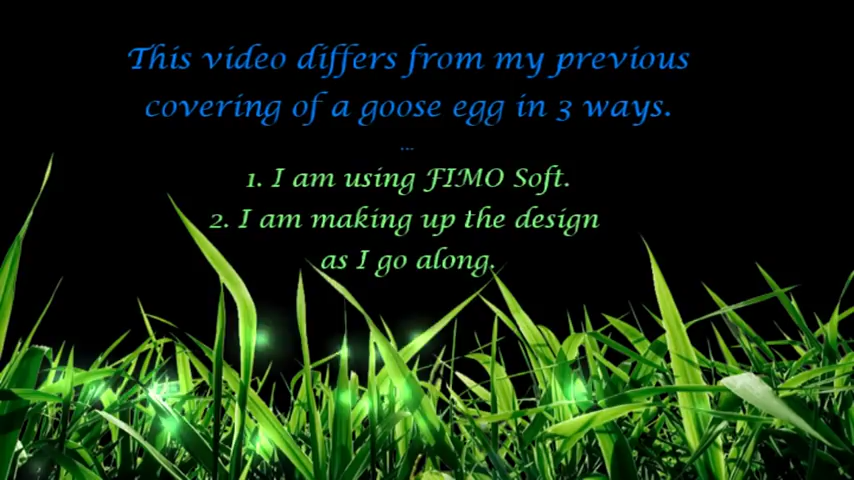 This video differs from my previous
covering of a goose egg in 3 ways.
...
1. I am using FIMO Soft.
2. I am making up the design
as I go along.